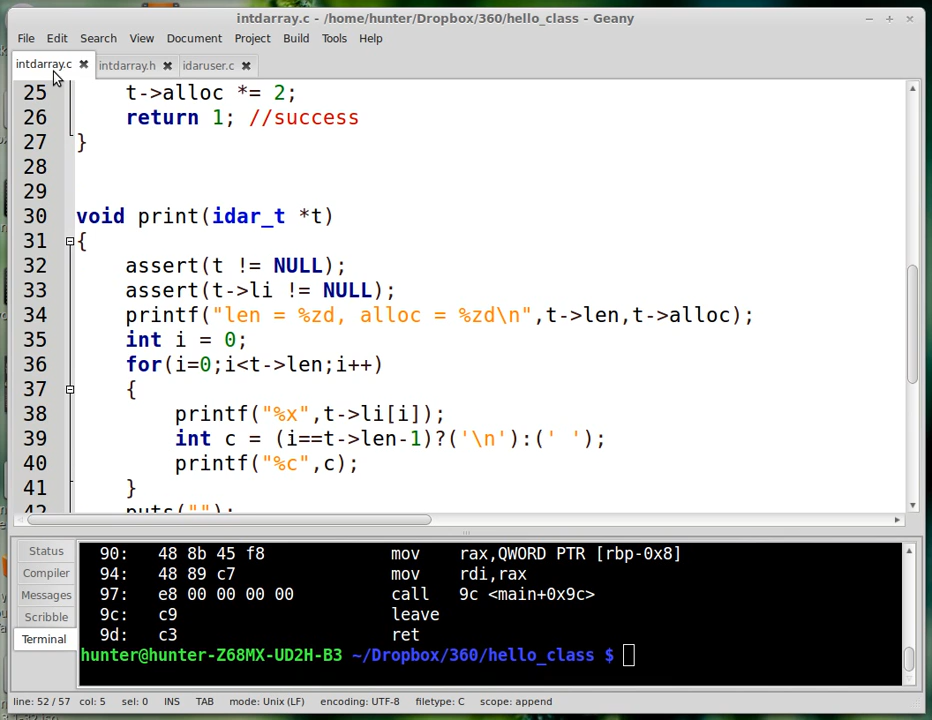 intdarray.c - /home/hunter/Dropbox/360/hello_class - Geany
File Edit Search View Document Project Build Tools Help
intdarray.c intdarray.h idaruser.c
25 t->alloc *= 2;
26 return 1; //success
27 }
28
29
30 void print(idar_t *t)
31 {
32 assert(t != NULL);
33 assert(t->li != NULL);
34 printf("len = %zd, alloc = %zd\n",t->len,t->alloc);
35 int i = 0;
36 for(i=0;i<t->len;i++)
37 {
38 printf("%x",t->li[i]);
39 int c = (i==t->len-1)?('\n'):(' ');
40 printf("%c",c);
41 }
42 puts("");
Status
Compiler
Messages
Scribble
Terminal
90: 48 8b 45 f8 mov rax,QWORD PTR [rbp-0x8]
94: 48 89 c7 mov rdi,rax
97: e8 00 00 00 00 call 9c <main+0x9c>
9c: c9 leave
9d: c3 ret
hunter@hunter-Z68MX-UD2H-B3 ~/Dropbox/360/hello_class $
line: 52 / 57 col: 5 sel: 0 INS TAB mode: Unix (LF) encoding: UTF-8 filetype: C scope: append